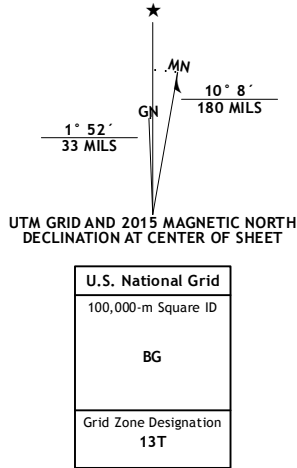 MN
GN
10° 8´
180 MILS
1° 52´
33 MILS
UTM GRID AND 2015 MAGNETIC NORTH
DECLINATION AT CENTER OF SHEET
U.S. National Grid
100,000-m Square ID
BG
Grid Zone Designation
13T